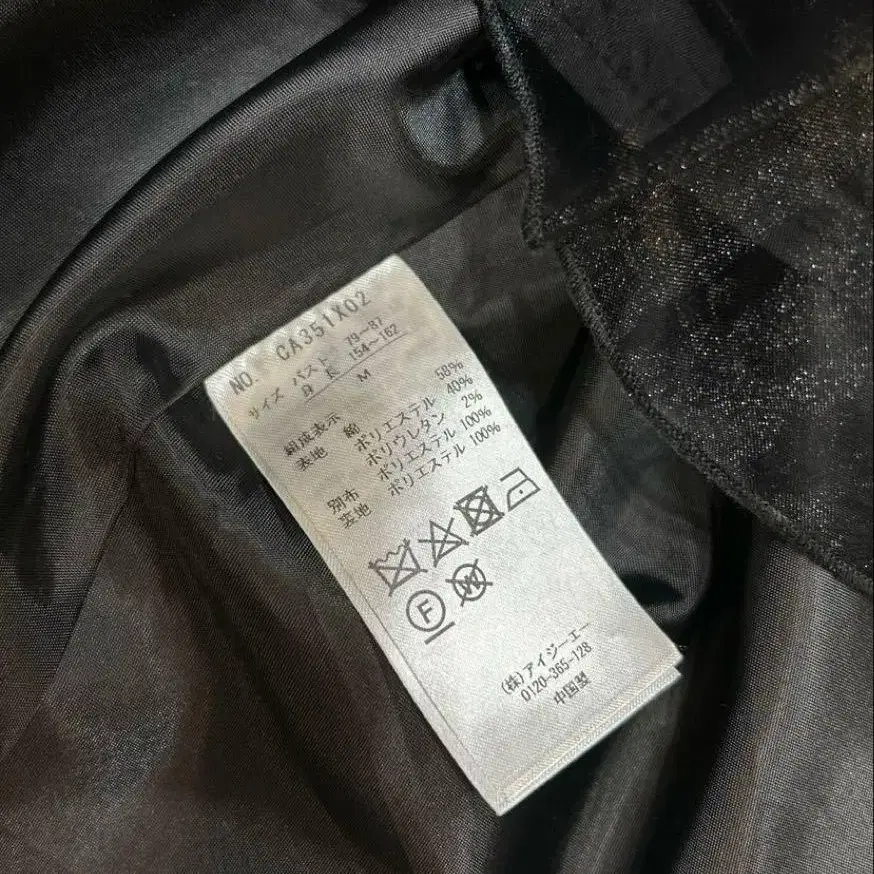 NO. CA351X02
サイズ バスト 79～87
身長 154～162
M
組成表示
表地 綿 58%
ポリエステル 40%
ポリウレタン 2%
別布 ポリエステル 100%
裏地 ポリエステル 100%
F W
(株)アイジーエー
0120-365-128
中国製